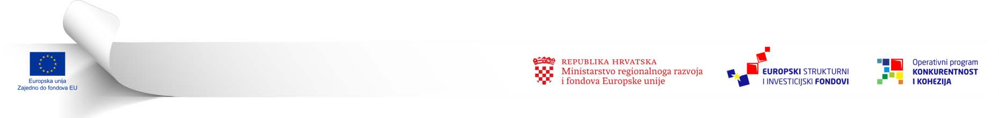 Europska unija
Zajedno do fondova EU
REPUBLIKA HRVATSKA
Ministarstvo regionalnoga razvoja
i fondova Europske unije
EUROPSKI STRUKTURNI
I INVESTICIJSKI FONDOVI
Operativni program
KONKURENTNOST
I KOHEZIJA